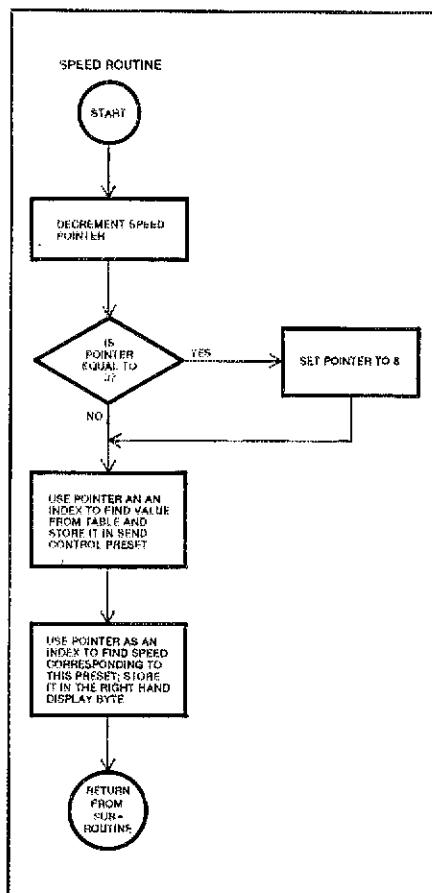 SPEED ROUTINE
START
DECREMENT SPEED
POINTER
IS
POINTER
EQUAL TO
YES
SET POINTER TO 8
NO
USE POINTER AN AN
INDEX TO FIND VALUE
FROM TABLE AND
STORE IT IN SEND
CONTROL PRESET
USE POINTER AS AN
INDEX TO FIND SPEED
CORRESPONDING TO
THIS PRESET; STORE
IT IN THE RIGHT HAND
DISPLAY BYTE
RETURN
FROM
SUB-
ROUTINE